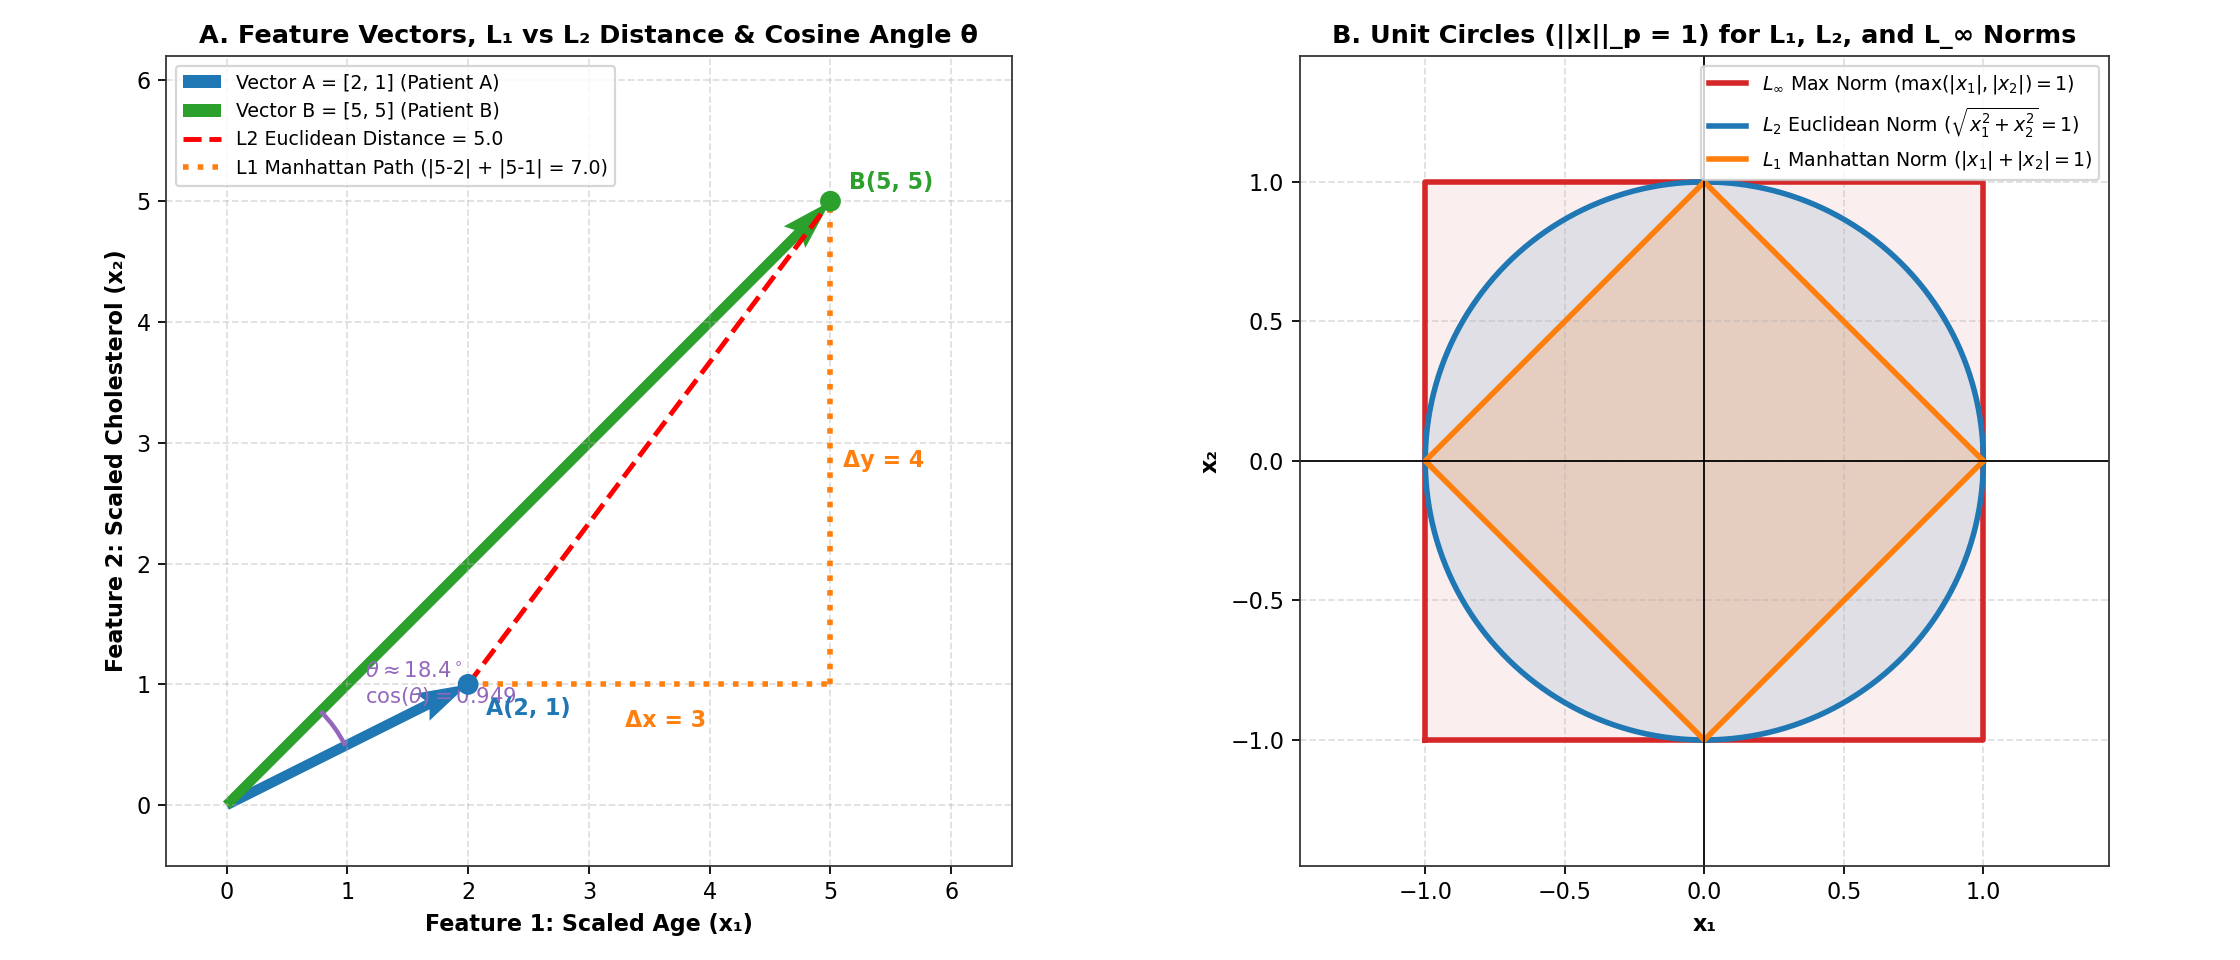 A. Feature Vectors, L₁ vs L₂ Distance & Cosine Angle θ
Vector A = [2, 1] (Patient A)
Vector B = [5, 5] (Patient B)
L2 Euclidean Distance = 5.0
L1 Manhattan Path (|5-2| + |5-1| = 7.0)
B(5, 5)
Δy = 4
θ ≈ 18.4°
cos(θ) = 0.949
A(2, 1)
Δx = 3
6
5
4
3
2
1
0
Feature 2: Scaled Cholesterol (x₂)
0 1 2 3 4 5 6
Feature 1: Scaled Age (x₁)
B. Unit Circles (||x||_p = 1) for L₁, L₂, and L_∞ Norms
L∞ Max Norm (max(|x₁|, |x₂|) = 1)
L₂ Euclidean Norm (√x₁² + x₂² = 1)
L₁ Manhattan Norm (|x₁| + |x₂| = 1)
1.0
0.5
0.0
−0.5
−1.0
x₂
−1.0 −0.5 0.0 0.5 1.0
x₁